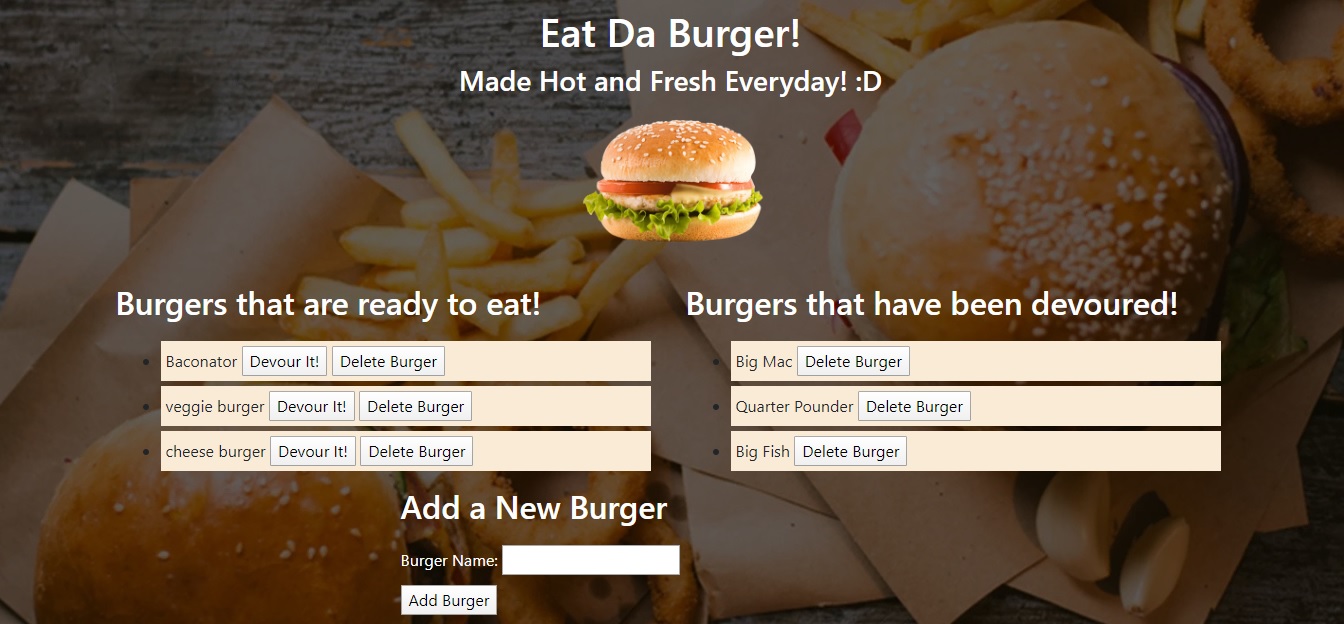 Eat Da Burger!
Made Hot and Fresh Everyday! :D
Burgers that are ready to eat!
Baconator Devour It! Delete Burger
veggie burger Devour It! Delete Burger
cheese burger Devour It! Delete Burger
Burgers that have been devoured!
Big Mac Delete Burger
Quarter Pounder Delete Burger
Big Fish Delete Burger
Add a New Burger
Burger Name:
Add Burger